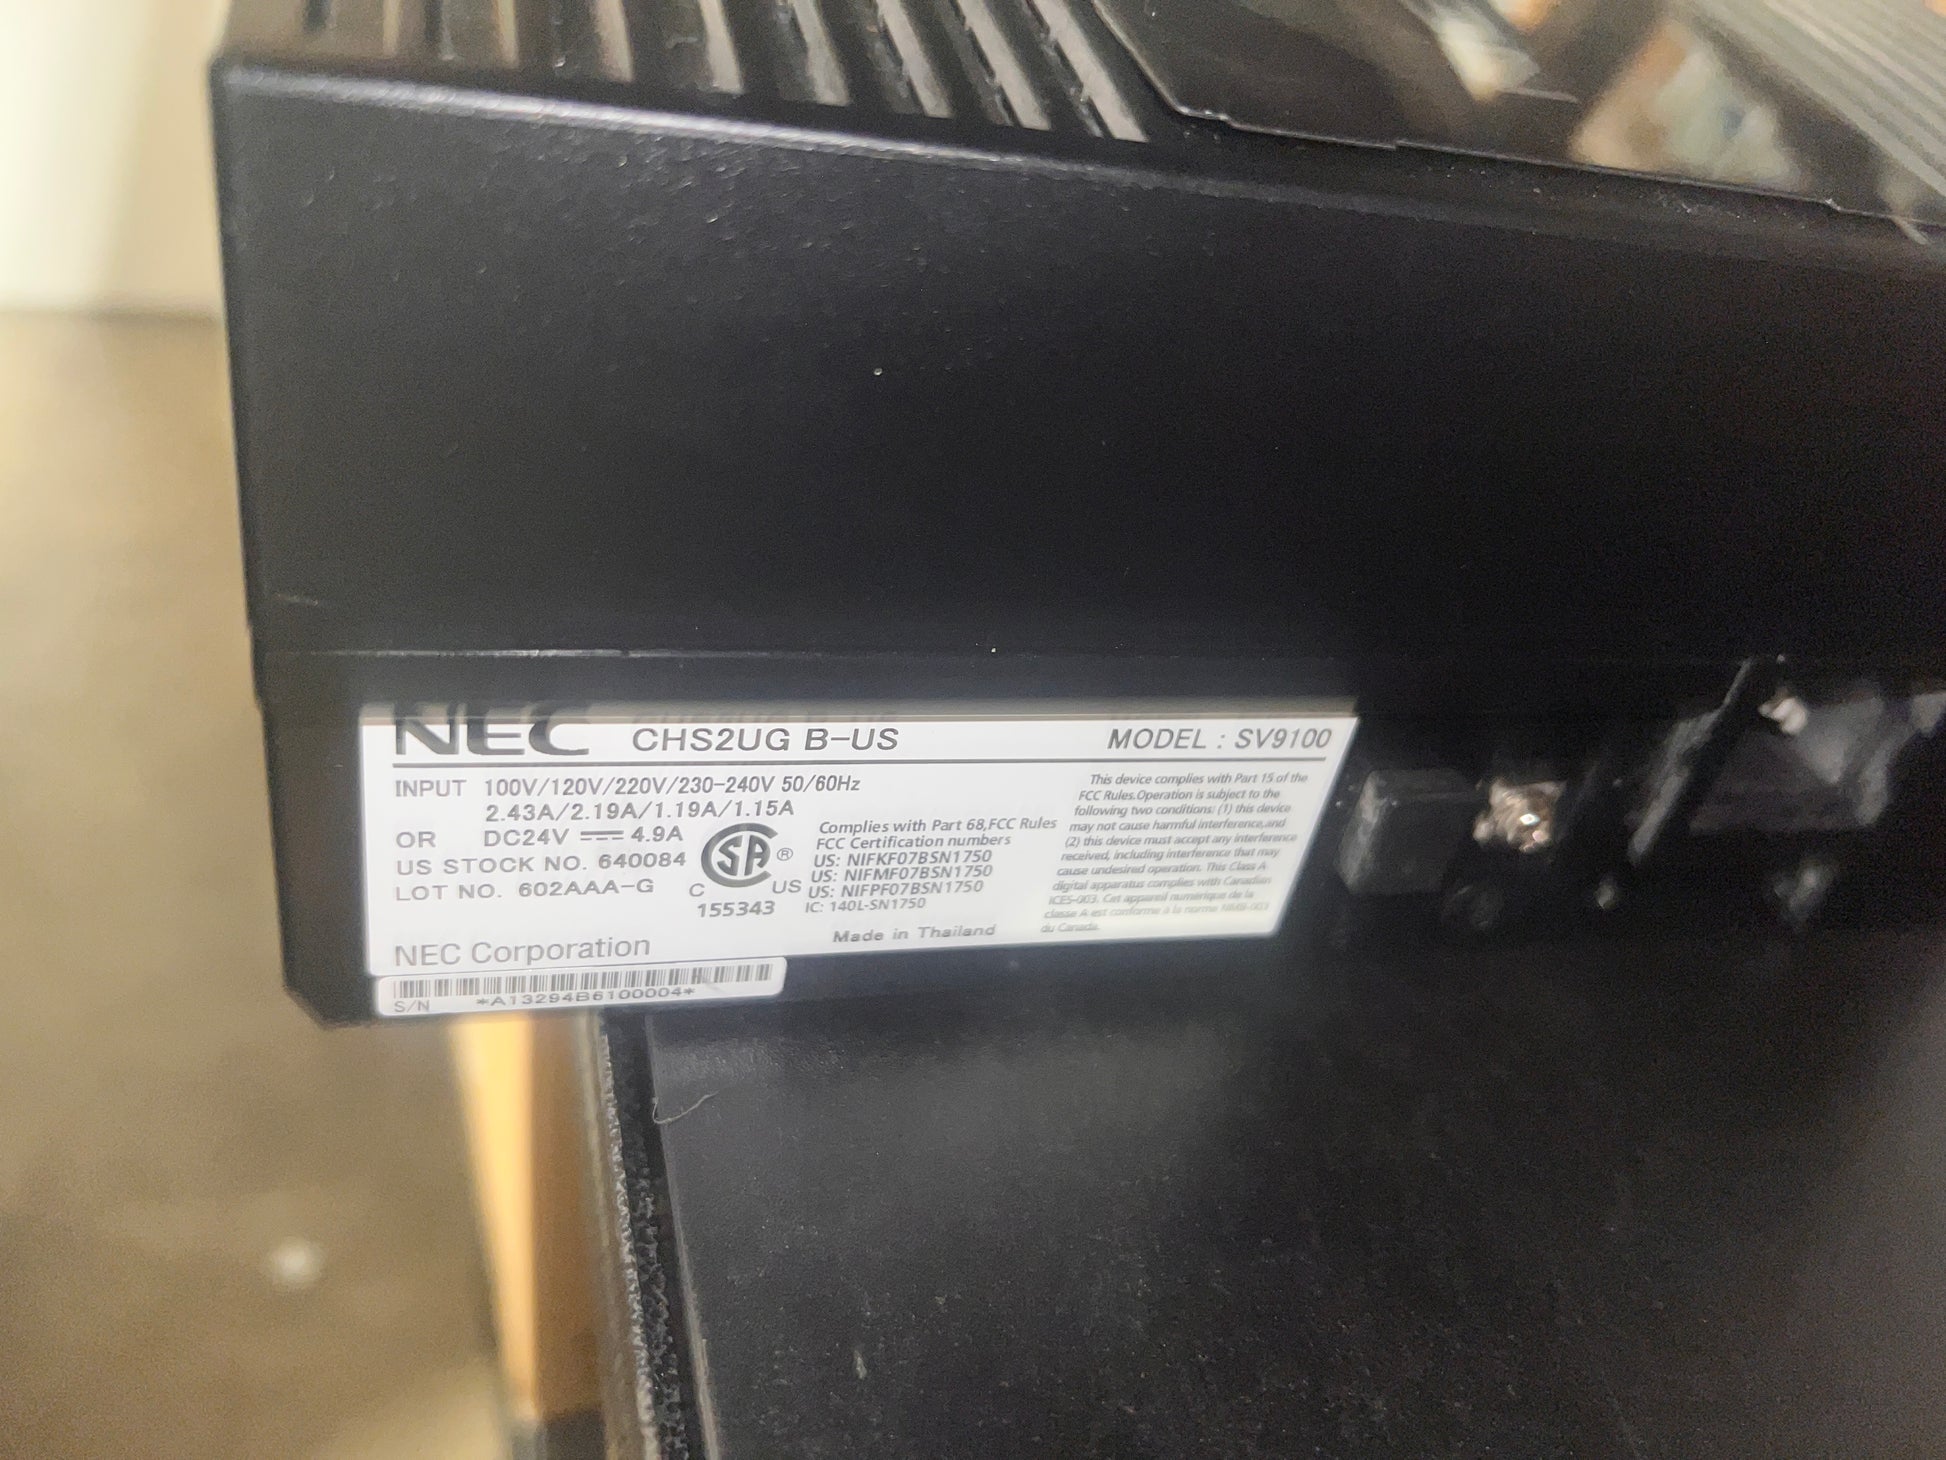 NEC CHS2UG B-US MODEL : SV9100
INPUT 100V/120V/220V/230-240V 50/60Hz
2.43A/2.19A/1.19A/1.15A
OR DC24V ⎓ 4.9A
US STOCK NO. 640084
LOT NO. 602AAA-G
SA ®
C US
155343
Complies with Part 68,FCC Rules
FCC Certification numbers
US: NIFKF07BSN1750
US: NIFMF07BSN1750
US: NIFPF07BSN1750
IC: 140L-SN1750
Made in Thailand
This device complies with Part 15 of the
FCC Rules.Operation is subject to the
following two conditions: (1) this device
may not cause harmful interference,and
(2) this device must accept any interference
received, including interference that may
cause undesired operation. This Class A
digital apparatus complies with Canadian
ICES-003. Cet appareil numérique de la
classe A est conforme à la norme NMB-003
du Canada.
NEC Corporation
S/N *A13294B6100004*